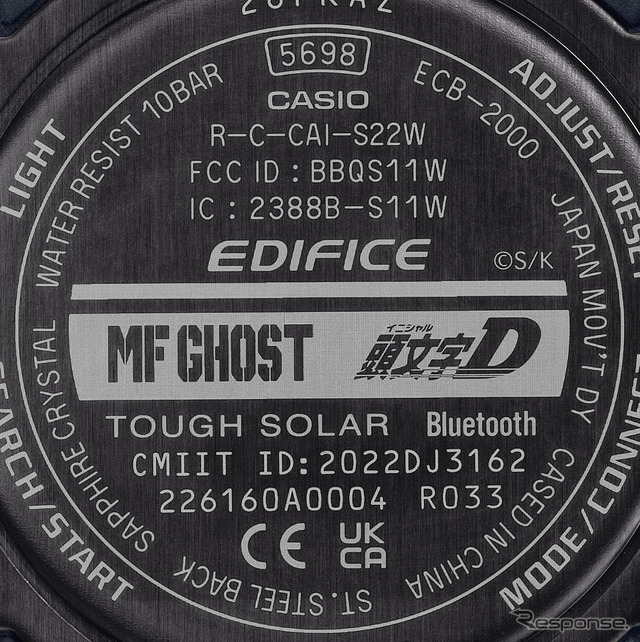 5698
CASIO
R-C-CAI-S22W
FCC ID : BBQS11W
IC : 2388B-S11W
EDIFICE
©S/K
MF GHOST
イニシャル
頭文字D
TOUGH SOLAR
Bluetooth
CMIIT ID:2022DJ3162
226160A0004 R033
CE
UK
CA
WATER RESIST 10BAR
ECB-2000
JAPAN MOV'T DY
CASED IN CHINA
ST. STEEL BACK
SAPPHIRE CRYSTAL
LIGHT
ADJUST/RESE
MODE/CONNECT
EARCH/START
Response.